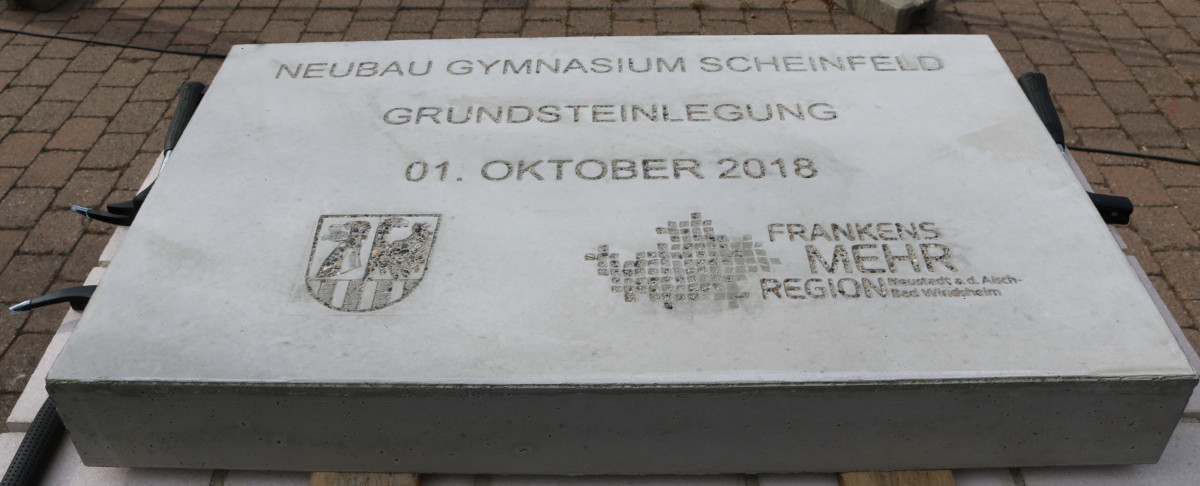 NEUBAU GYMNASIUM SCHEINFELD
GRUNDSTEINLEGUNG
01. OKTOBER 2018
FRANKENS
MEHR
REGION
Neustadt a.d. Aisch-
Bad Windsheim